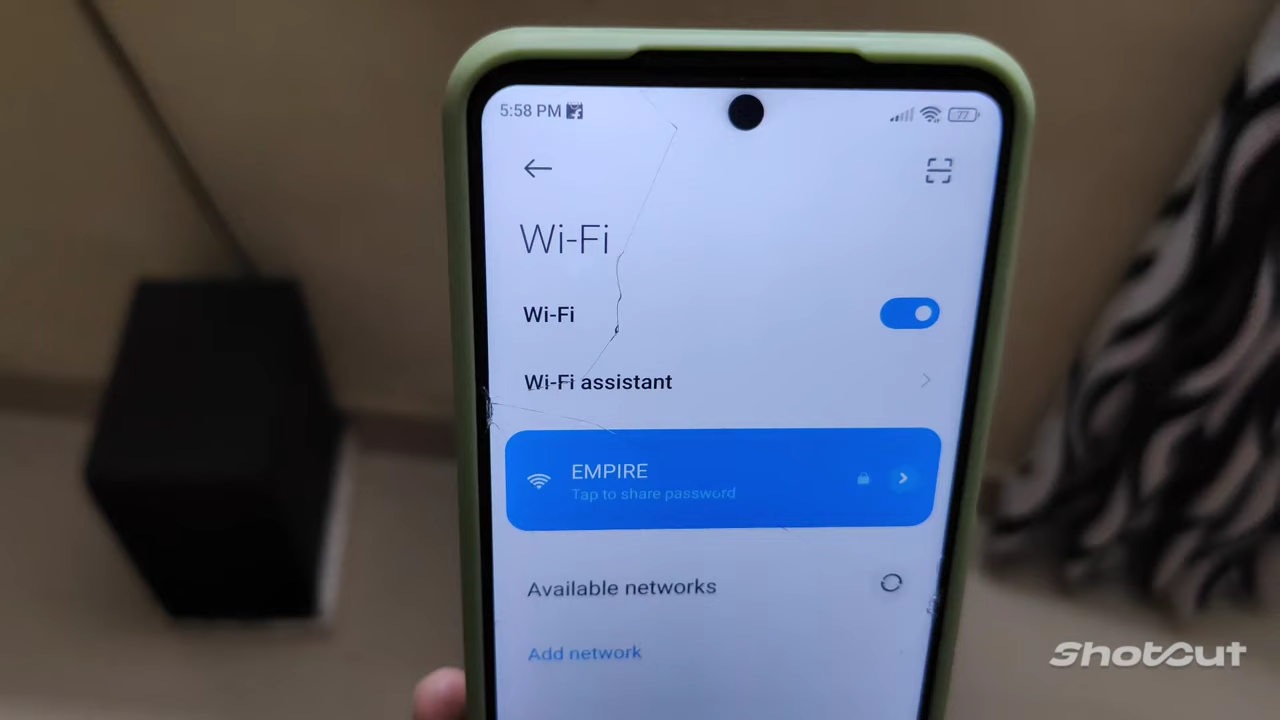 5:58 PM
77
Wi-Fi
Wi-Fi
Wi-Fi assistant
EMPIRE
Tap to share password
Available networks
Add network
ShotCut